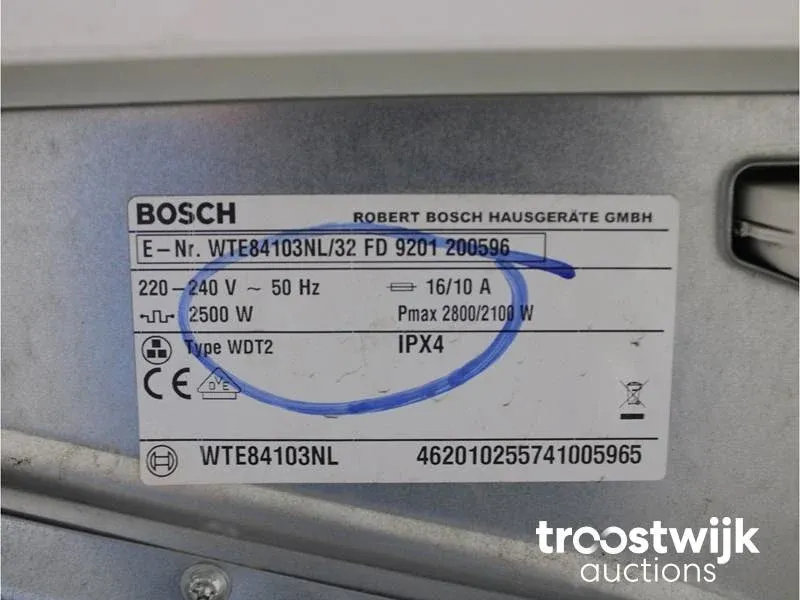 BOSCH ROBERT BOSCH HAUSGERÄTE GMBH
E-Nr. WTE84103NL/32 FD 9201 200596
220-240 V ~ 50 Hz 16/10 A
2500 W Pmax 2800/2100 W
Type WDT2 IPX4
CE DVE
WTE84103NL 462010255741005965
troostwijk
auctions